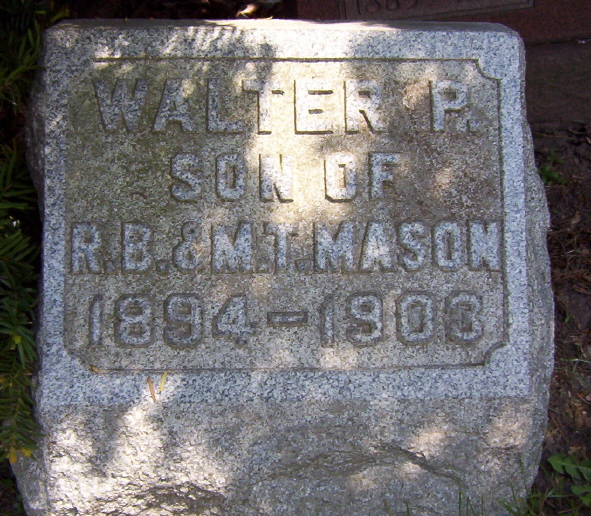 WALTER P.
SON OF
R.B. & M.T. MASON
1894-1903